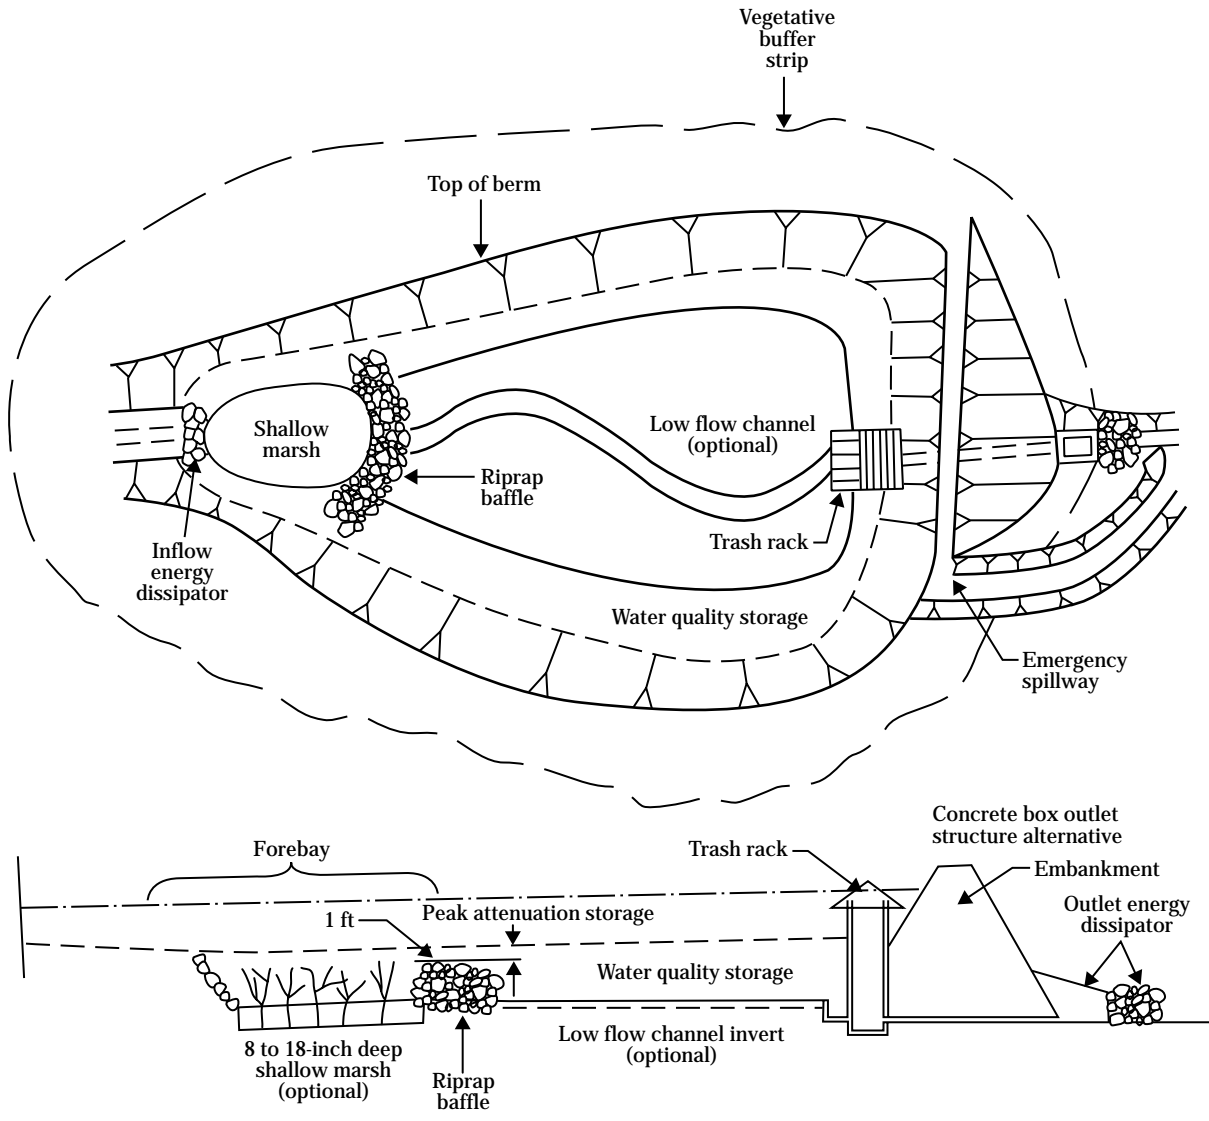 Vegetative
buffer
strip
Top of berm
Shallow
marsh
Low flow channel
(optional)
Riprap
baffle
Trash rack
Inflow
energy
dissipator
Water quality storage
Emergency
spillway
Concrete box outlet
structure alternative
Forebay
Trash rack
Embankment
1 ft
Peak attenuation storage
Outlet energy
dissipator
Water quality storage
Low flow channel invert
(optional)
8 to 18-inch deep
shallow marsh
(optional)
Riprap
baffle